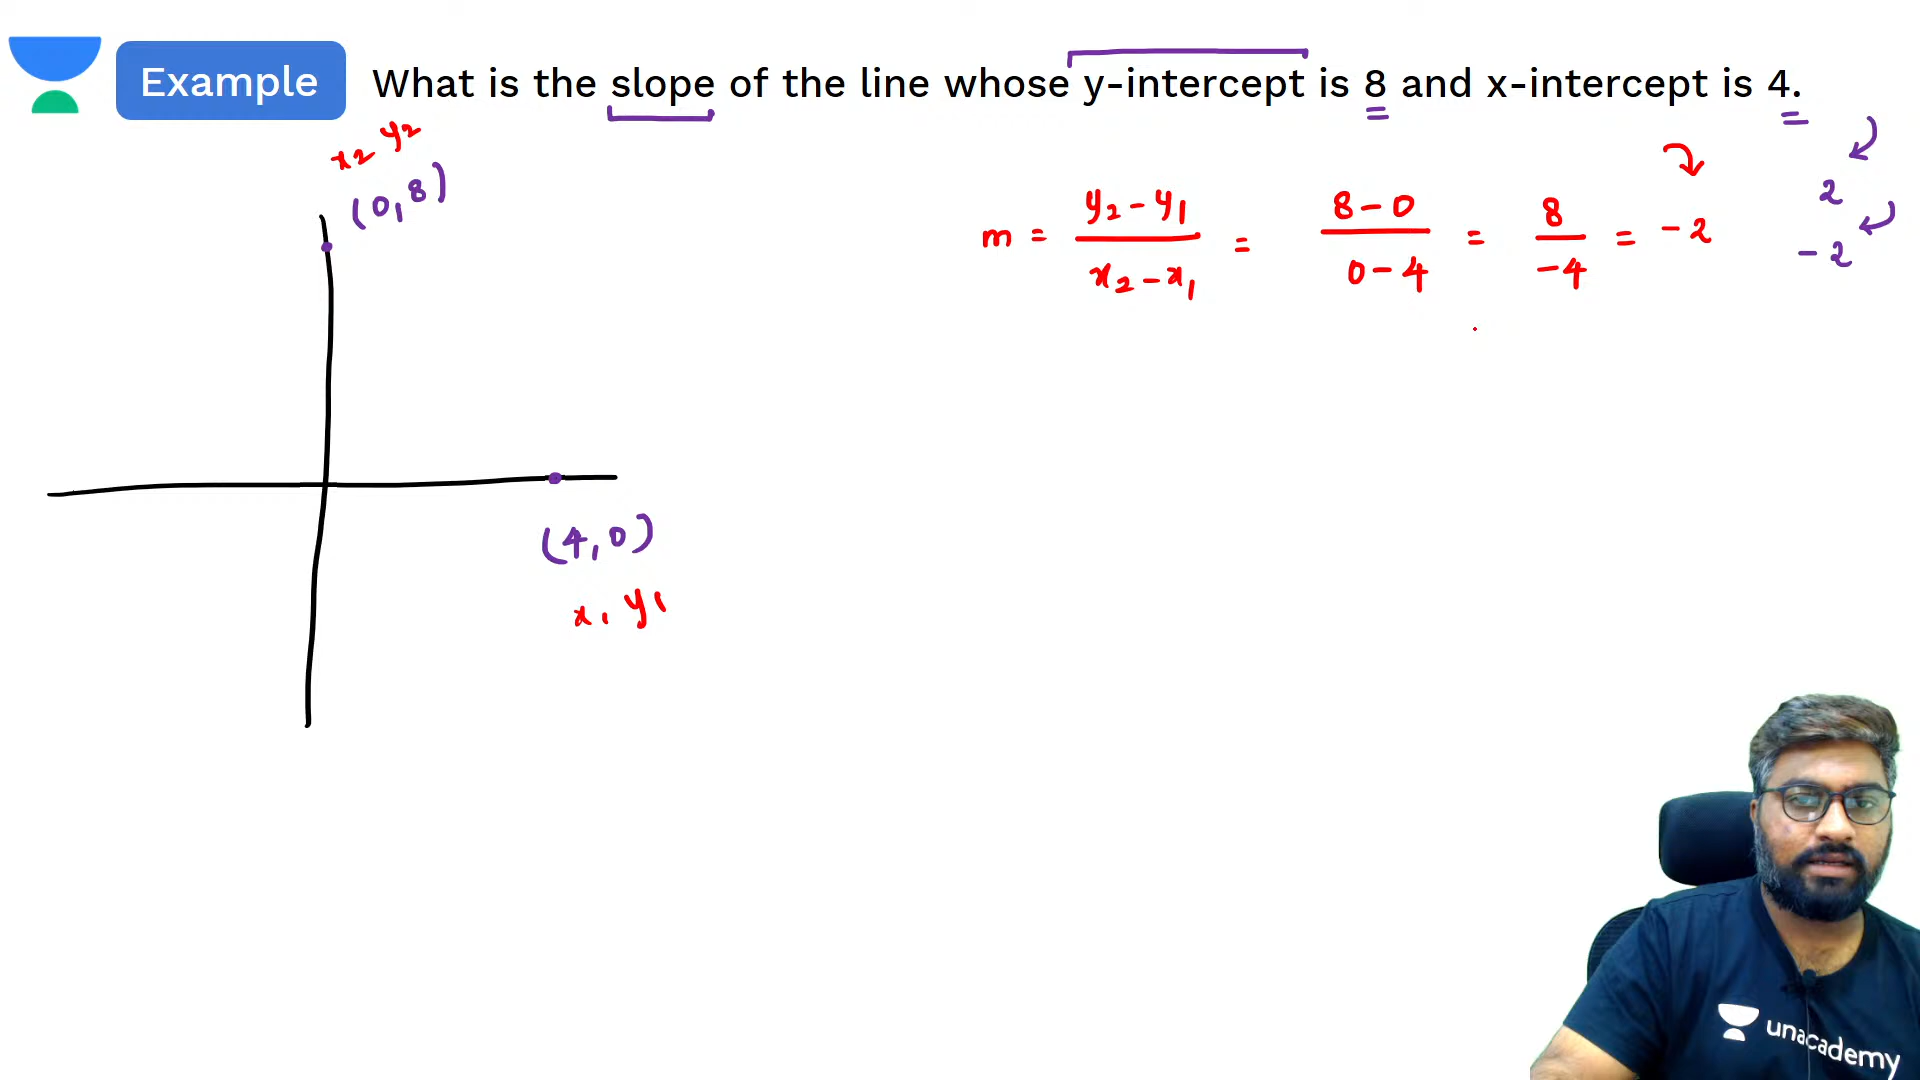 Example What is the slope of the line whose y-intercept is 8 and x-intercept is 4.
x2 y2
(0,8)
m = y2-y1 / x2-x1 = 8-0 / 0-4 = 8 / -4 = -2
2
-2
(4,0)
x1 y1
unacademy